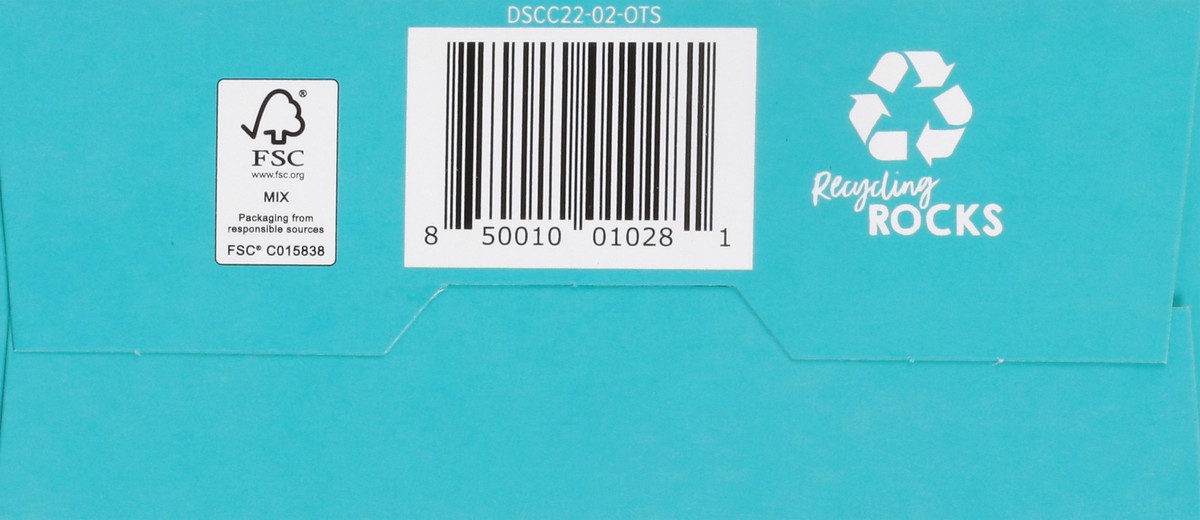 DSCC22-02-OTS
®
FSC
www.fsc.org
MIX
Packaging from
responsible sources
FSC® C015838
8 50010 01028 1
Recycling
ROCKS